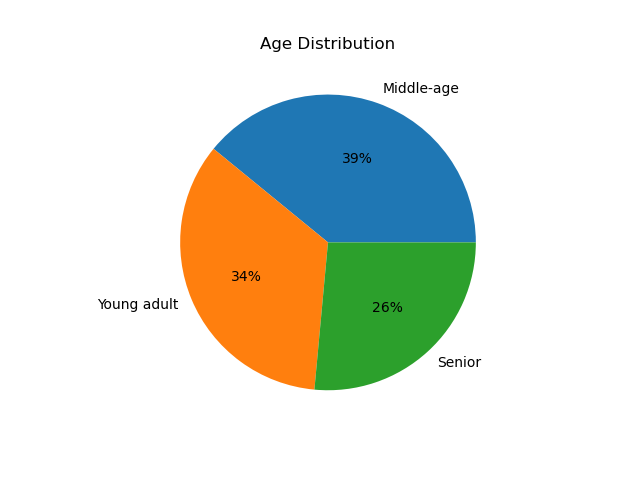 Age Distribution
Middle-age
39%
34%
Young adult
26%
Senior